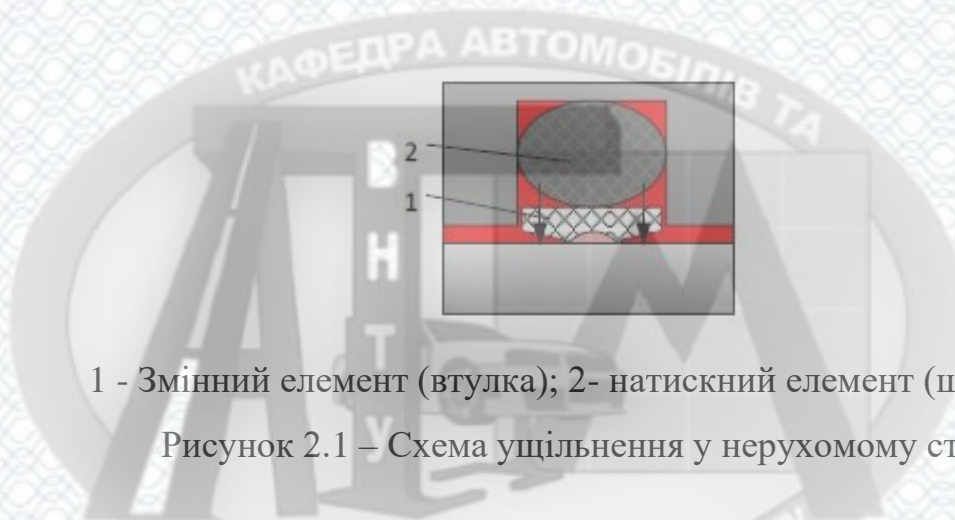 КАФЕДРА АВТОМОБІЛІВ ТА
ВНТУ
2
1
1 - Змінний елемент (втулка); 2- натискний елемент (ш
Рисунок 2.1 – Схема ущільнення у нерухомому ст